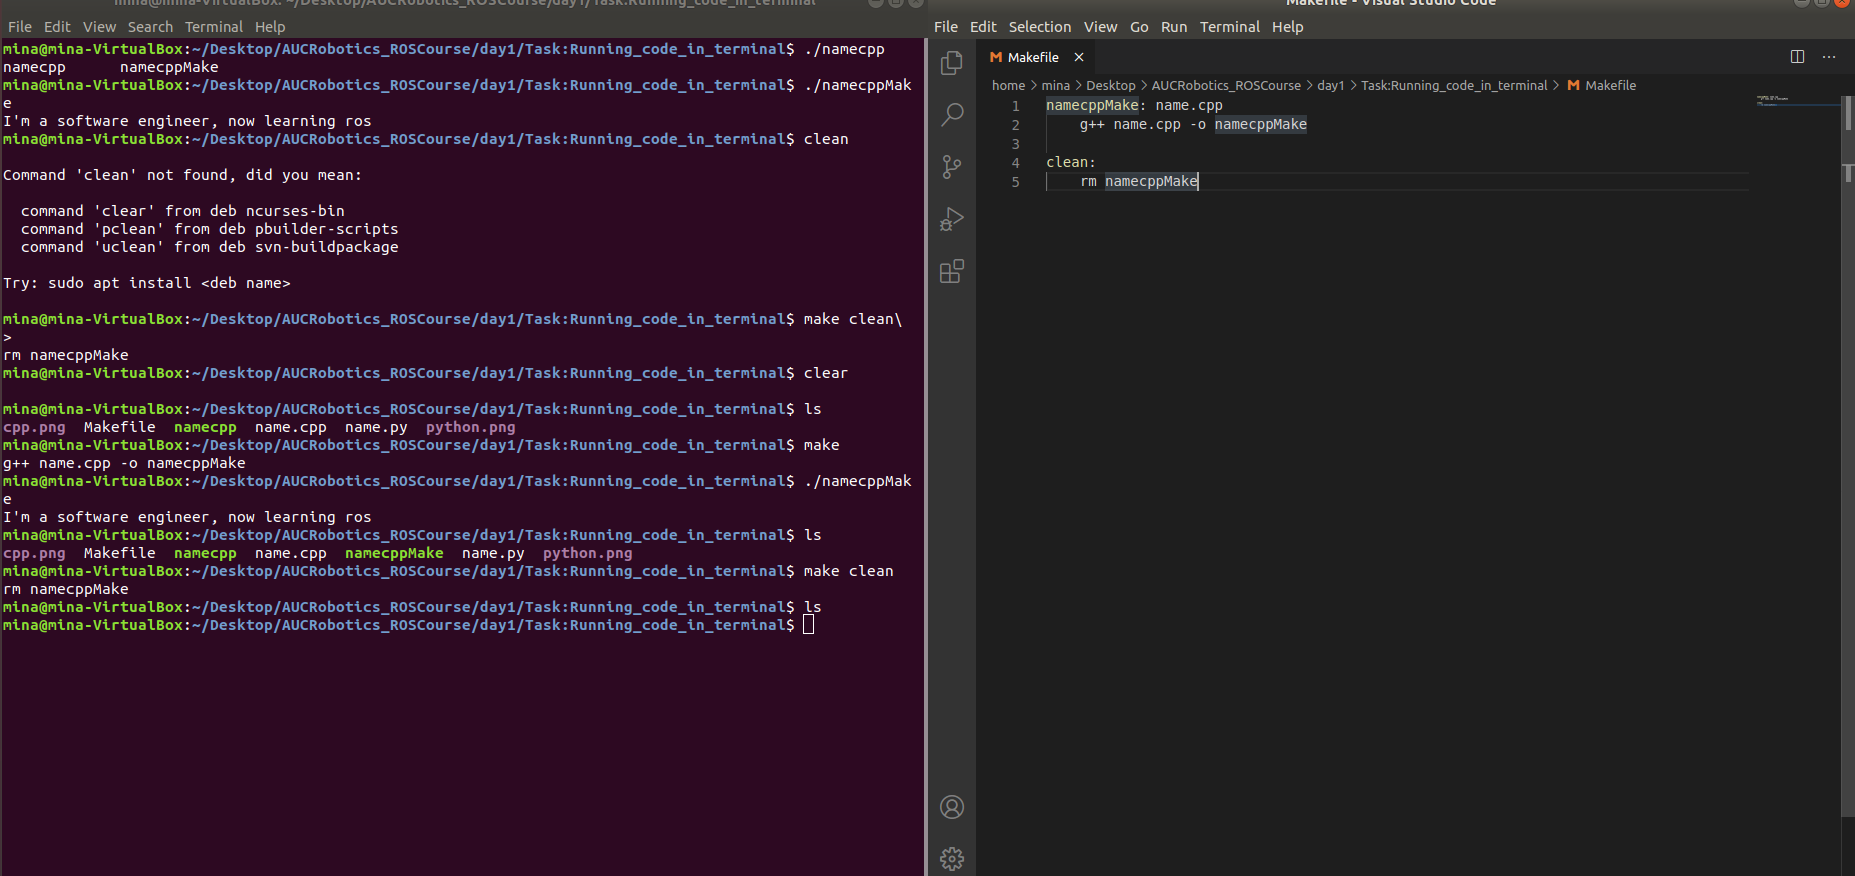 mina@mina-VirtualBox: ~/Desktop/AUCRobotics_ROSCourse/day1/Task:Running_code_in_terminal
File Edit View Search Terminal Help
mina@mina-VirtualBox:~/Desktop/AUCRobotics_ROSCourse/day1/Task:Running_code_in_terminal$ ./namecpp
namecpp      namecppMake
mina@mina-VirtualBox:~/Desktop/AUCRobotics_ROSCourse/day1/Task:Running_code_in_terminal$ ./namecppMak
e
I'm a software engineer, now learning ros
mina@mina-VirtualBox:~/Desktop/AUCRobotics_ROSCourse/day1/Task:Running_code_in_terminal$ clean
Command 'clean' not found, did you mean:
command 'clear' from deb ncurses-bin
command 'pclean' from deb pbuilder-scripts
command 'uclean' from deb svn-buildpackage
Try: sudo apt install <deb name>
mina@mina-VirtualBox:~/Desktop/AUCRobotics_ROSCourse/day1/Task:Running_code_in_terminal$ make clean\
>
rm namecppMake
mina@mina-VirtualBox:~/Desktop/AUCRobotics_ROSCourse/day1/Task:Running_code_in_terminal$ clear
mina@mina-VirtualBox:~/Desktop/AUCRobotics_ROSCourse/day1/Task:Running_code_in_terminal$ ls
cpp.png  Makefile  namecpp  name.cpp  name.py  python.png
mina@mina-VirtualBox:~/Desktop/AUCRobotics_ROSCourse/day1/Task:Running_code_in_terminal$ make
g++ name.cpp -o namecppMake
mina@mina-VirtualBox:~/Desktop/AUCRobotics_ROSCourse/day1/Task:Running_code_in_terminal$ ./namecppMak
e
I'm a software engineer, now learning ros
mina@mina-VirtualBox:~/Desktop/AUCRobotics_ROSCourse/day1/Task:Running_code_in_terminal$ ls
cpp.png  Makefile  namecpp  name.cpp  namecppMake  name.py  python.png
mina@mina-VirtualBox:~/Desktop/AUCRobotics_ROSCourse/day1/Task:Running_code_in_terminal$ make clean
rm namecppMake
mina@mina-VirtualBox:~/Desktop/AUCRobotics_ROSCourse/day1/Task:Running_code_in_terminal$ ls
mina@mina-VirtualBox:~/Desktop/AUCRobotics_ROSCourse/day1/Task:Running_code_in_terminal$
Makefile - Visual Studio Code
File Edit Selection View Go Run Terminal Help
M Makefile ×
home > mina > Desktop > AUCRobotics_ROSCourse > day1 > Task:Running_code_in_terminal > M Makefile
1 namecppMake: name.cpp
2 g++ name.cpp -o namecppMake
3
4 clean:
5 rm namecppMake